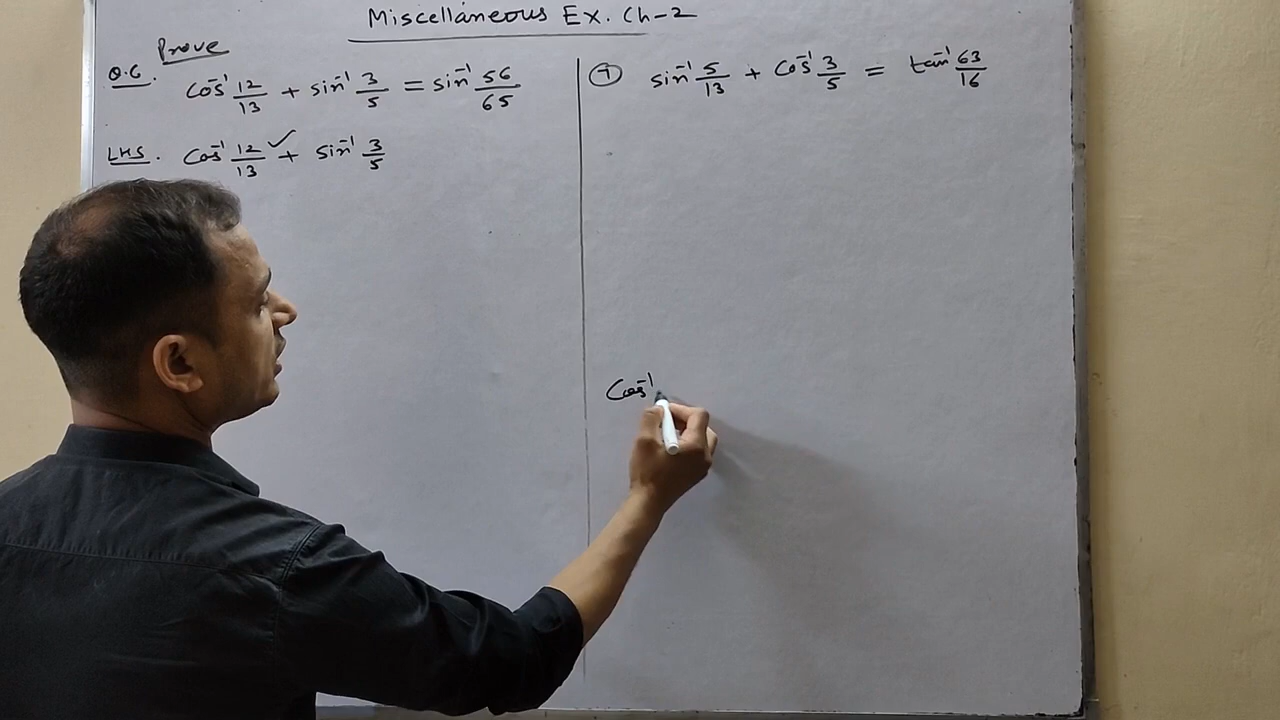 Miscellaneous Ex. Ch-2
Prove
Q.6. cos⁻¹ 12/13 + sin⁻¹ 3/5 = sin⁻¹ 56/65
LHS. cos⁻¹ 12/13 ✓ + sin⁻¹ 3/5
⑦ sin⁻¹ 5/13 + cos⁻¹ 3/5 = tan⁻¹ 63/16
cos⁻¹